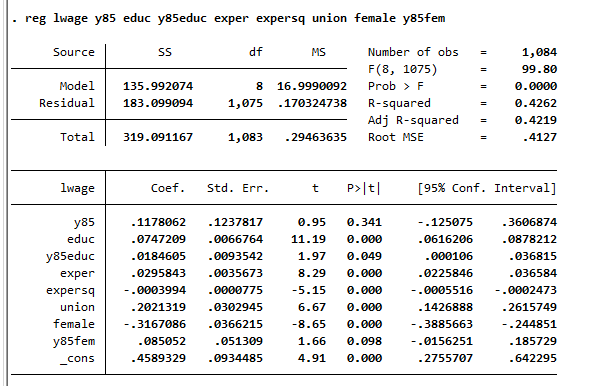 . reg lwage y85 educ y85educ exper expersq union female y85fem
Source SS df MS Number of obs = 1,084
F(8, 1075) = 99.80
Model 135.992074 8 16.9990092 Prob > F = 0.0000
Residual 183.099094 1,075 .170324738 R-squared = 0.4262
Adj R-squared = 0.4219
Total 319.091167 1,083 .29463635 Root MSE = .4127
lwage Coef. Std. Err. t P>|t| [95% Conf. Interval]
y85 .1178062 .1237817 0.95 0.341 -.125075 .3606874
educ .0747209 .0066764 11.19 0.000 .0616206 .0878212
y85educ .0184605 .0093542 1.97 0.049 .000106 .036815
exper .0295843 .0035673 8.29 0.000 .0225846 .036584
expersq -.0003994 .0000775 -5.15 0.000 -.0005516 -.0002473
union .2021319 .0302945 6.67 0.000 .1426888 .2615749
female -.3167086 .0366215 -8.65 0.000 -.3885663 -.244851
y85fem .085052 .051309 1.66 0.098 -.0156251 .185729
_cons .4589329 .0934485 4.91 0.000 .2755707 .642295